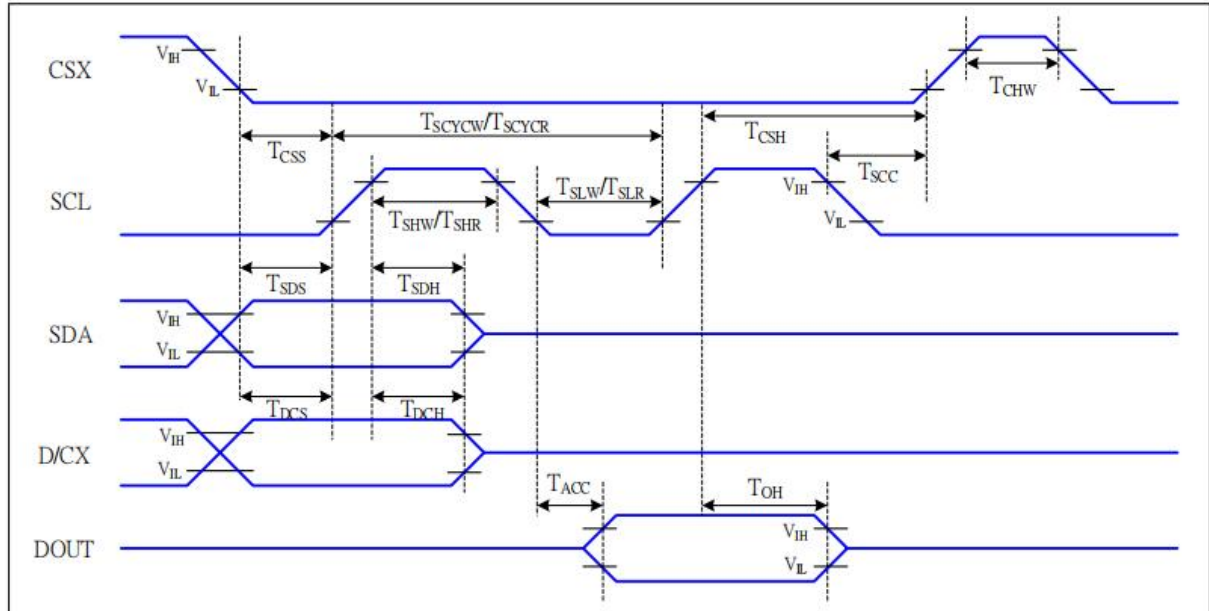 CSX
VIH
VIL
TCHW
TCSS
TSCYCW/TSCYCR
TCSH
TSCC
SCL
TSHW/TSHR
TSLW/TSLR
VIH
VIL
TSDS
TSDH
SDA
VIH
VIL
TDCS
TDCH
D/CX
VIH
VIL
TACC
TOH
DOUT
VIH
VIL